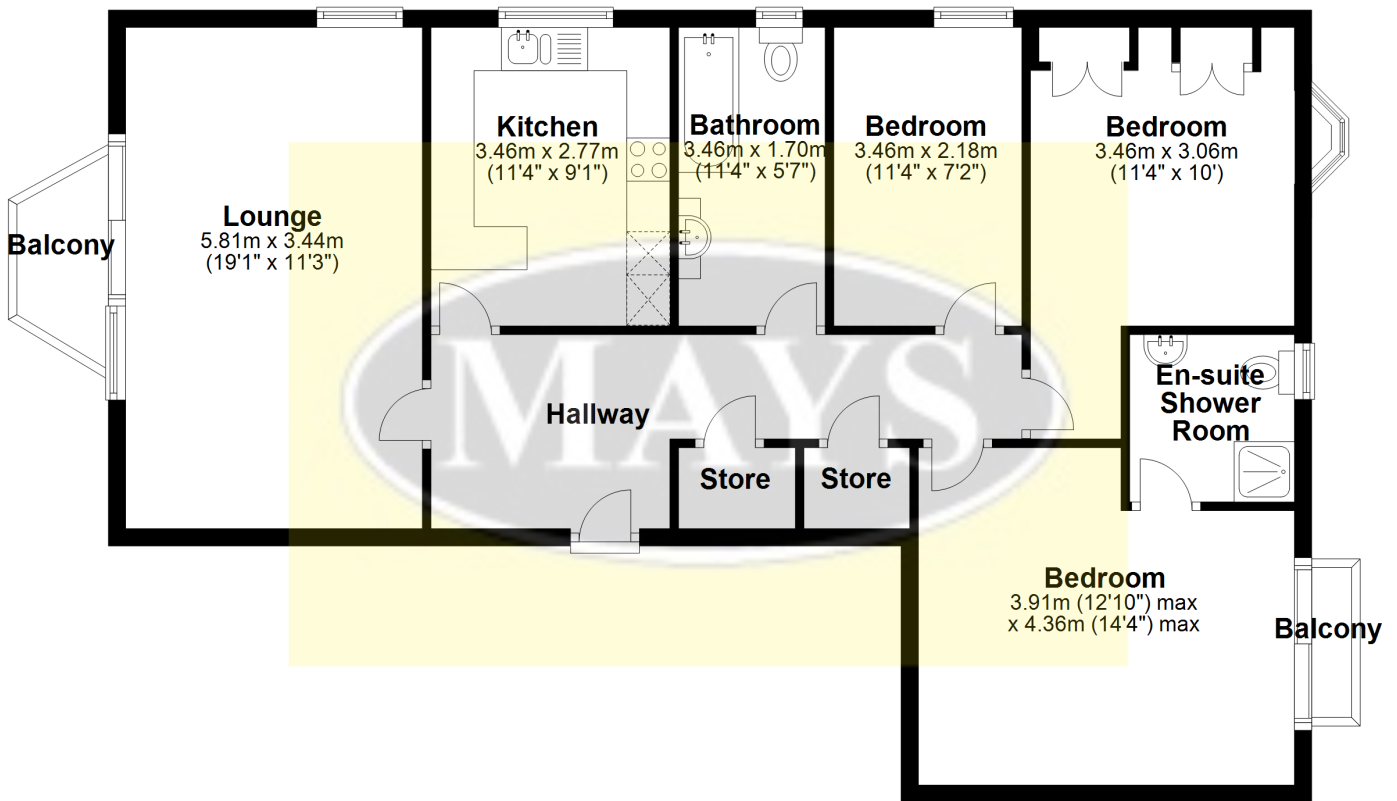 Kitchen
3.46m x 2.77m
(11'4" x 9'1")
Bathroom
3.46m x 1.70m
(11'4" x 5'7")
Bedroom
3.46m x 2.18m
(11'4" x 7'2")
Bedroom
3.46m x 3.06m
(11'4" x 10')
Lounge
5.81m x 3.44m
(19'1" x 11'3")
Balcony
MAYS
Hallway
En-suite
Shower
Room
Store
Store
Bedroom
3.91m (12'10") max
x 4.36m (14'4") max
Balcony